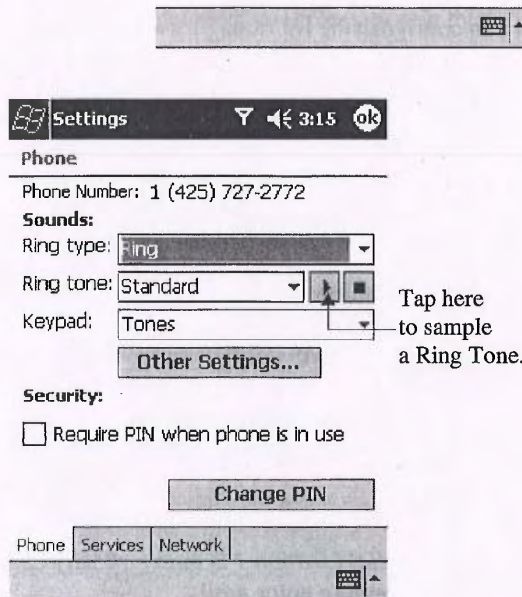 Settings 3:15 ok
Phone
Phone Number: 1 (425) 727-2772
Sounds:
Ring type: Ring
Ring tone: Standard
Keypad: Tones
Tap here
to sample
a Ring Tone.
Other Settings...
Security:
Require PIN when phone is in use
Change PIN
Phone Services Network